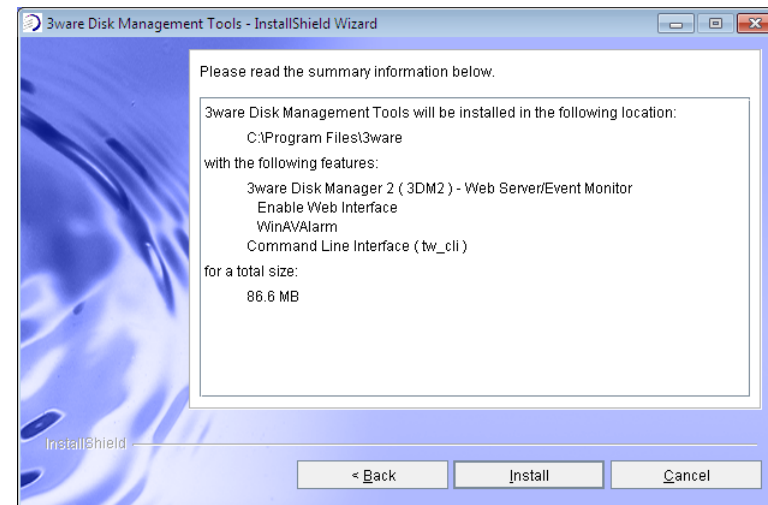 3ware Disk Management Tools - InstallShield Wizard
Please read the summary information below.
3ware Disk Management Tools will be installed in the following location:
C:\Program Files\3ware
with the following features:
3ware Disk Manager 2 ( 3DM2 ) - Web Server/Event Monitor
Enable Web Interface
WinAVAlarm
Command Line Interface ( tw_cli )
for a total size:
86.6 MB
InstallShield
< Back
Install
Cancel